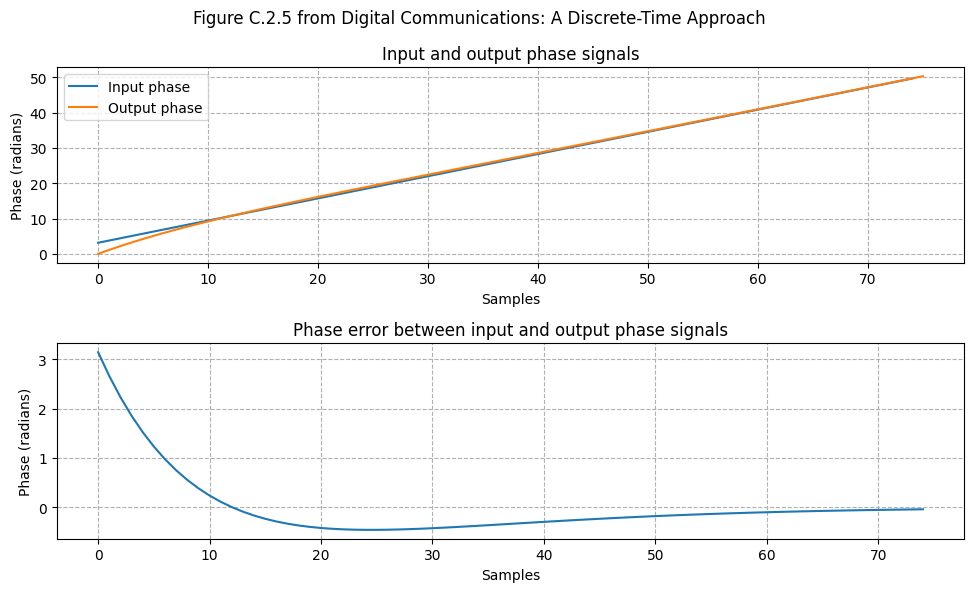 Figure C.2.5 from Digital Communications: A Discrete-Time Approach
Input and output phase signals
50
40
30
20
10
0
Phase (radians)
Input phase
Output phase
0 10 20 30 40 50 60 70
Samples
Phase error between input and output phase signals
3
2
1
0
Phase (radians)
0 10 20 30 40 50 60 70
Samples